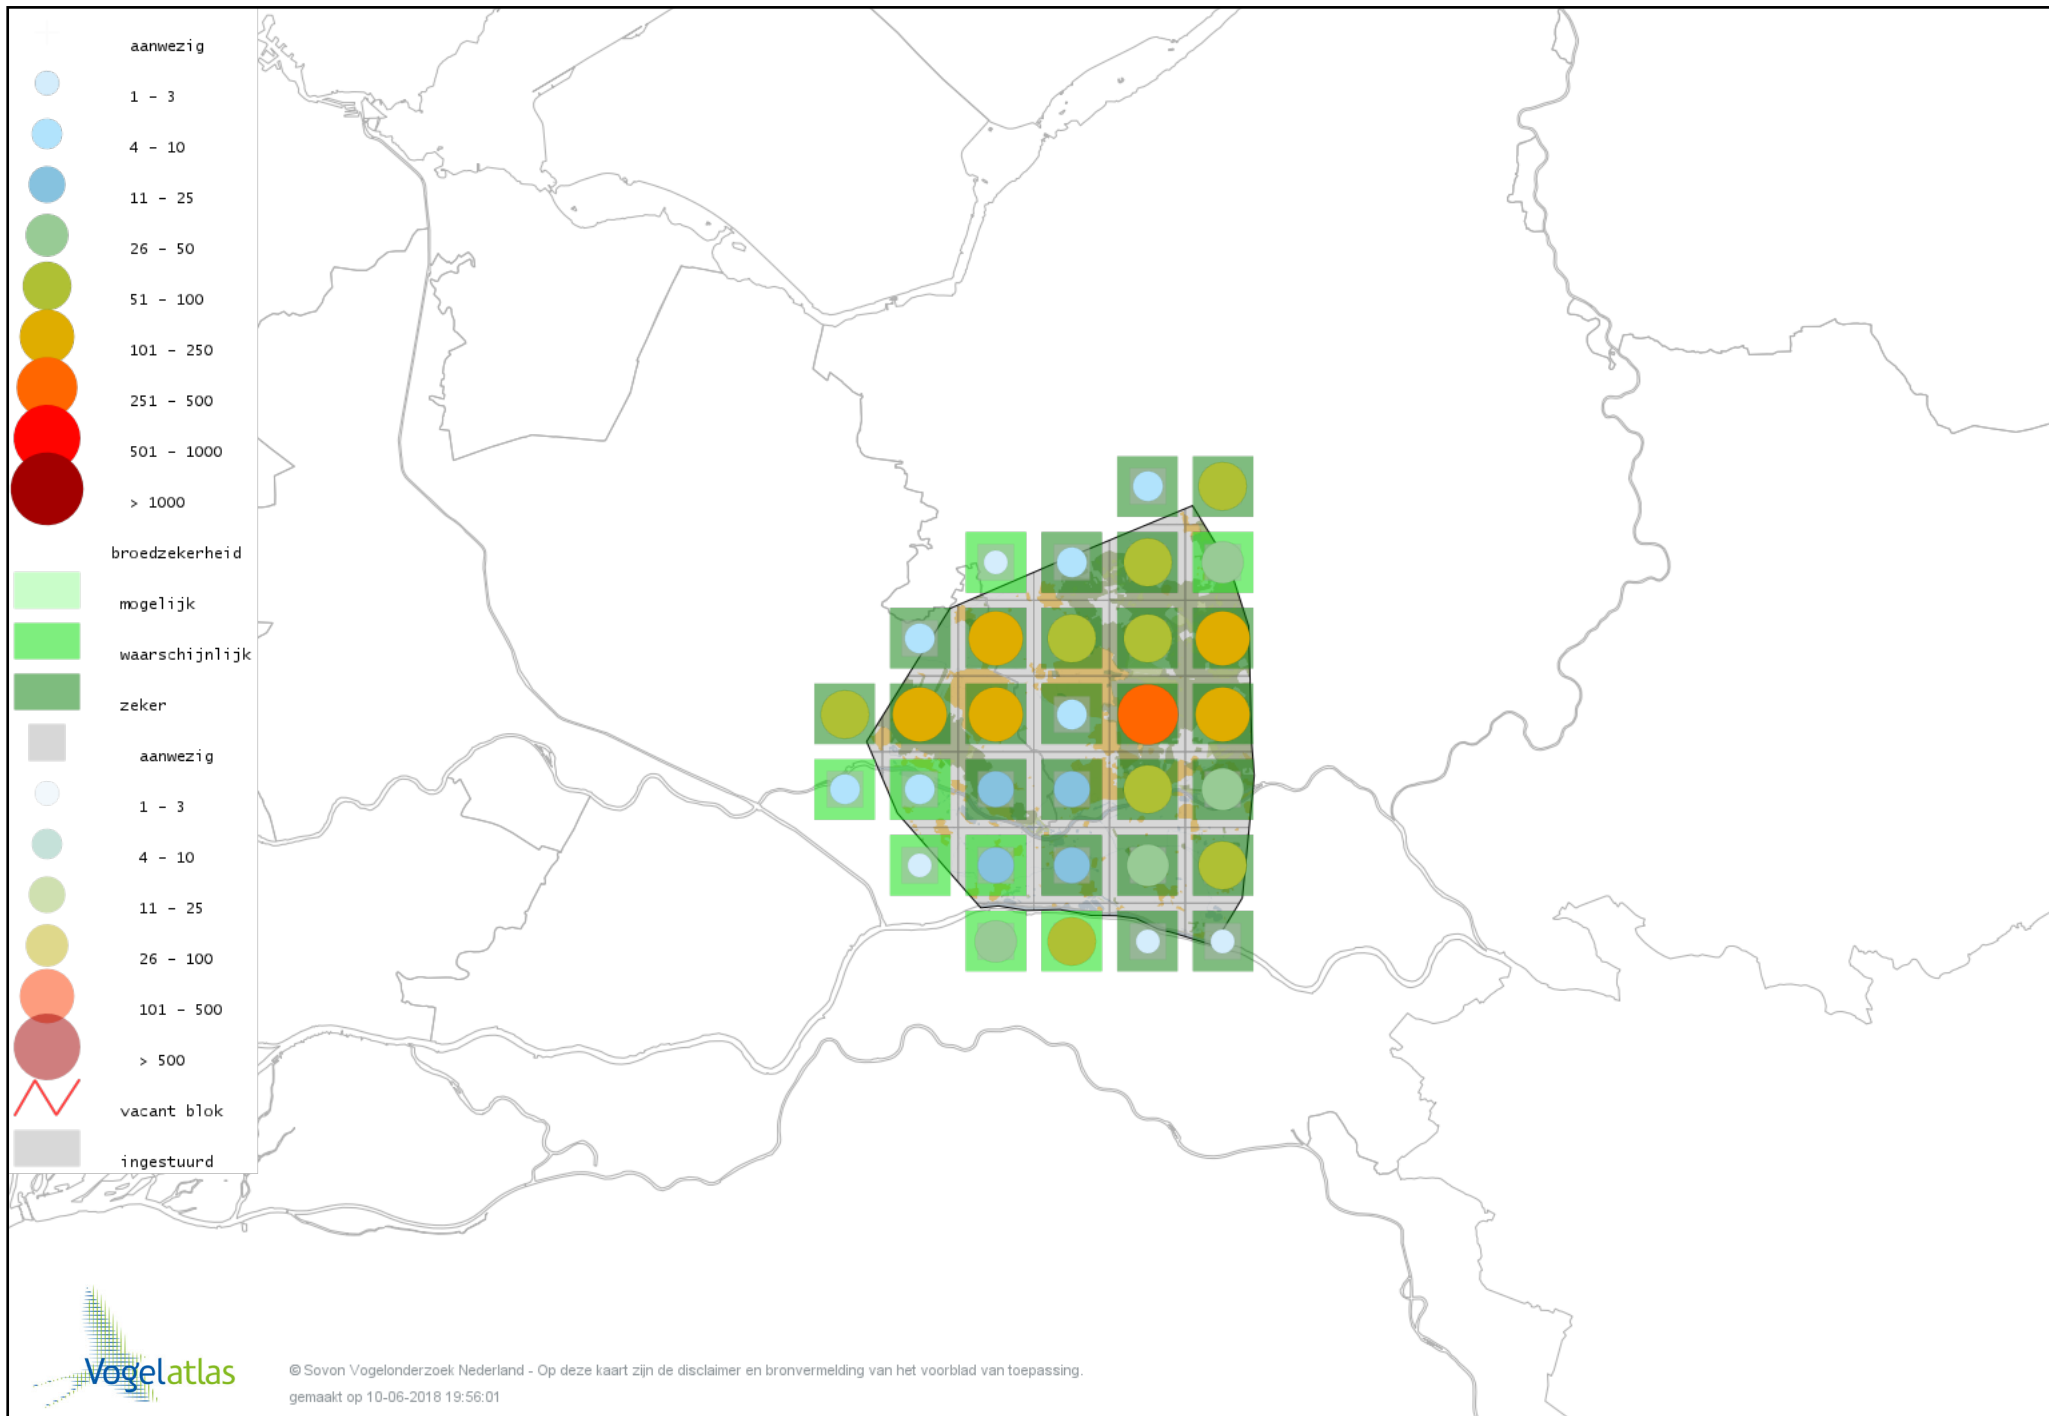 aanwezig
1 - 3
4 - 10
11 - 25
26 - 50
51 - 100
101 - 250
251 - 500
501 - 1000
> 1000
broedzekerheid
mogelijk
waarschijnlijk
zeker
aanwezig
1 - 3
4 - 10
11 - 25
26 - 100
101 - 500
> 500
vacant blok
ingestuurd
Vogelatlas
© Sovon Vogelonderzoek Nederland - Op deze kaart zijn de disclaimer en bronvermelding van het voorblad van toepassing.
gemaakt op 10-06-2018 19:56:01